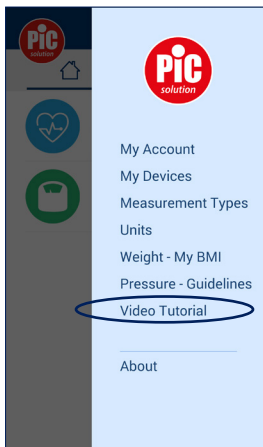 PiC
solution
PiC
solution
My Account
My Devices
Measurement Types
Units
Weight - My BMI
Pressure - Guidelines
Video Tutorial
About